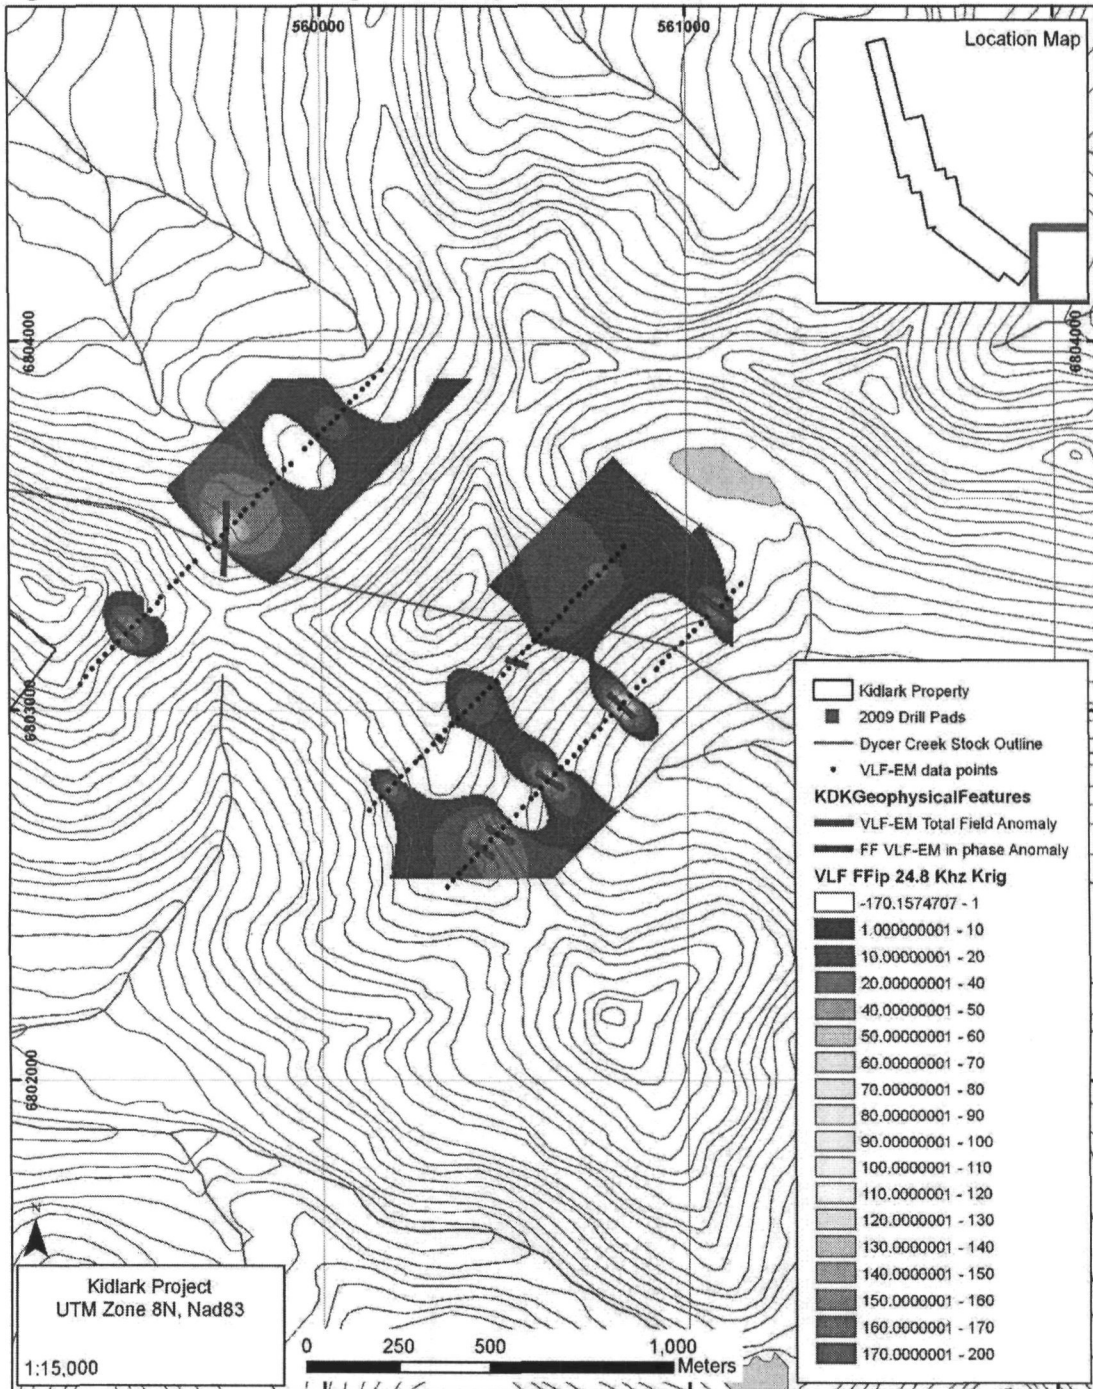 560000
561000
Location Map
6804000
6804000
6803000
Kidlark Property
2009 Drill Pads
Dycer Creek Stock Outline
VLF-EM data points
KDKGeophysicalFeatures
VLF-EM Total Field Anomaly
FF VLF-EM in phase Anomaly
VLF FFip 24.8 Khz Krig
-170.1574707 - 1
1.000000001 - 10
10.00000001 - 20
20.00000001 - 40
40.00000001 - 50
50.00000001 - 60
60.00000001 - 70
70.00000001 - 80
80.00000001 - 90
90.00000001 - 100
100.0000001 - 110
110.0000001 - 120
120.0000001 - 130
130.0000001 - 140
140.0000001 - 150
150.0000001 - 160
160.0000001 - 170
170.0000001 - 200
6802000
Z
Kidlark Project
UTM Zone 8N, Nad83
1:15,000
0 250 500 1,000
Meters